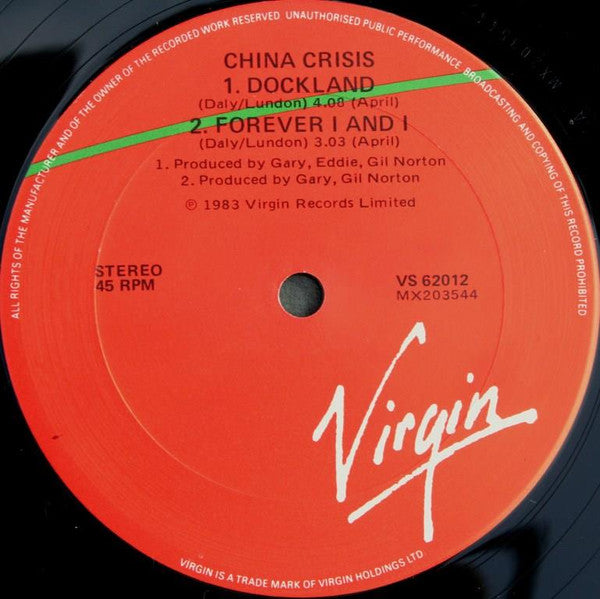 ALL RIGHTS OF THE MANUFACTURER AND OF THE OWNER OF THE RECORDED WORK RESERVED UNAUTHORISED PUBLIC PERFORMANCE, BROADCASTING AND COPYING OF THIS RECORD PROHIBITED
CHINA CRISIS
1. DOCKLAND
(Daly/Lundon) 4.08 (April)
2. FOREVER I AND I
(Daly/Lundon) 3.03 (April)
1. Produced by Gary, Eddie, Gil Norton
2. Produced by Gary, Gil Norton
℗ 1983 Virgin Records Limited
STEREO
45 RPM
VS 62012
MX203544
Virgin
VIRGIN IS A TRADE MARK OF VIRGIN HOLDINGS LTD